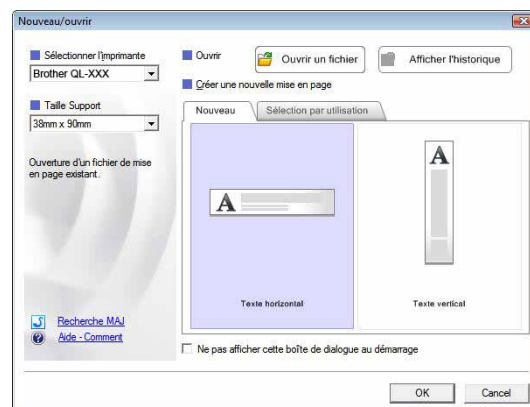 Nouveau/ouvrir
Sélectionner l'imprimante
Brother QL-XXX
Taille Support
38mm x 90mm
Ouverture d'un fichier de mise
en page existant.
Recherche MAJ
Aide - Comment
Ouvrir
Ouvrir un fichier
Afficher l'historique
Créer une nouvelle mise en page
Nouveau
Sélection par utilisation
A
Texte horizontal
A
Texte vertical
Ne pas afficher cette boîte de dialogue au démarrage
OK
Cancel